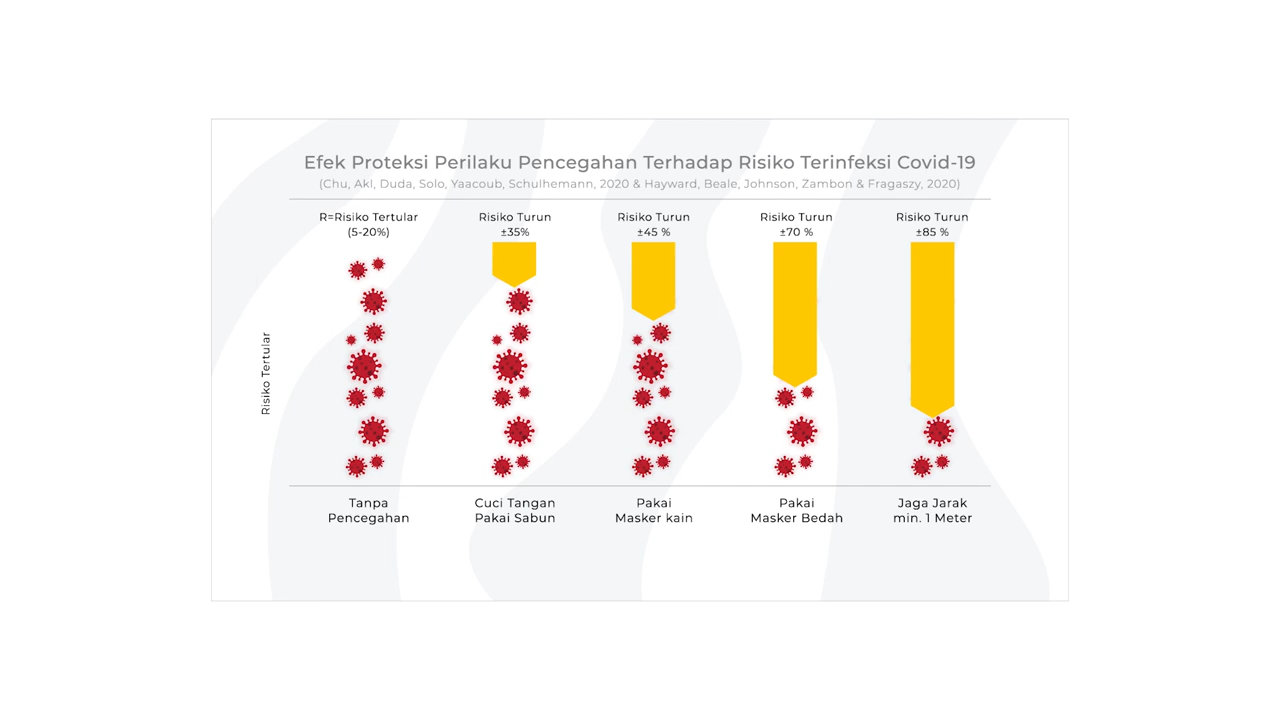 Efek Proteksi Perilaku Pencegahan Terhadap Risiko Terinfeksi Covid-19
(Chu, Akl, Duda, Solo, Yaacoub, Schulhemann, 2020 & Hayward, Beale, Johnson, Zambon & Fragaszy, 2020)
R=Risiko Tertular
(5-20%)
Risiko Turun
±35%
Risiko Turun
±45 %
Risiko Turun
±70 %
Risiko Turun
±85 %
Risiko Tertular
Tanpa
Pencegahan
Cuci Tangan
Pakai Sabun
Pakai
Masker kain
Pakai
Masker Bedah
Jaga Jarak
min. 1 Meter